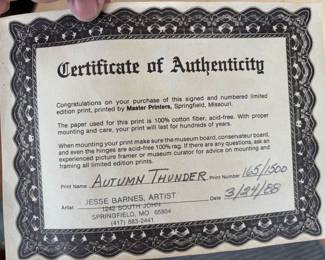 Certificate of Authenticity
Congratulations on your purchase of this signed and numbered limited
edition print, printed by Master Printers, Springfield, Missouri.
The paper used for this print is 100% cotton fiber, acid-free. With proper
mounting and care, your print will last for hundreds of years.
When mounting your print make sure the museum board, consensateur board,
and even the hinges are acid-free 100% rag. If there are any questions, ask an
experienced picture framer or museum curator for advice on mounting and
framing all limited edition prints.
Print Name AUTUMN THUNDER Print Number 165/1500
Artist JESSE BARNES, ARTIST Date 3/24/88
1242 SOUTH JOHN
SPRINGFIELD, MO 65804
(417) 883-2441